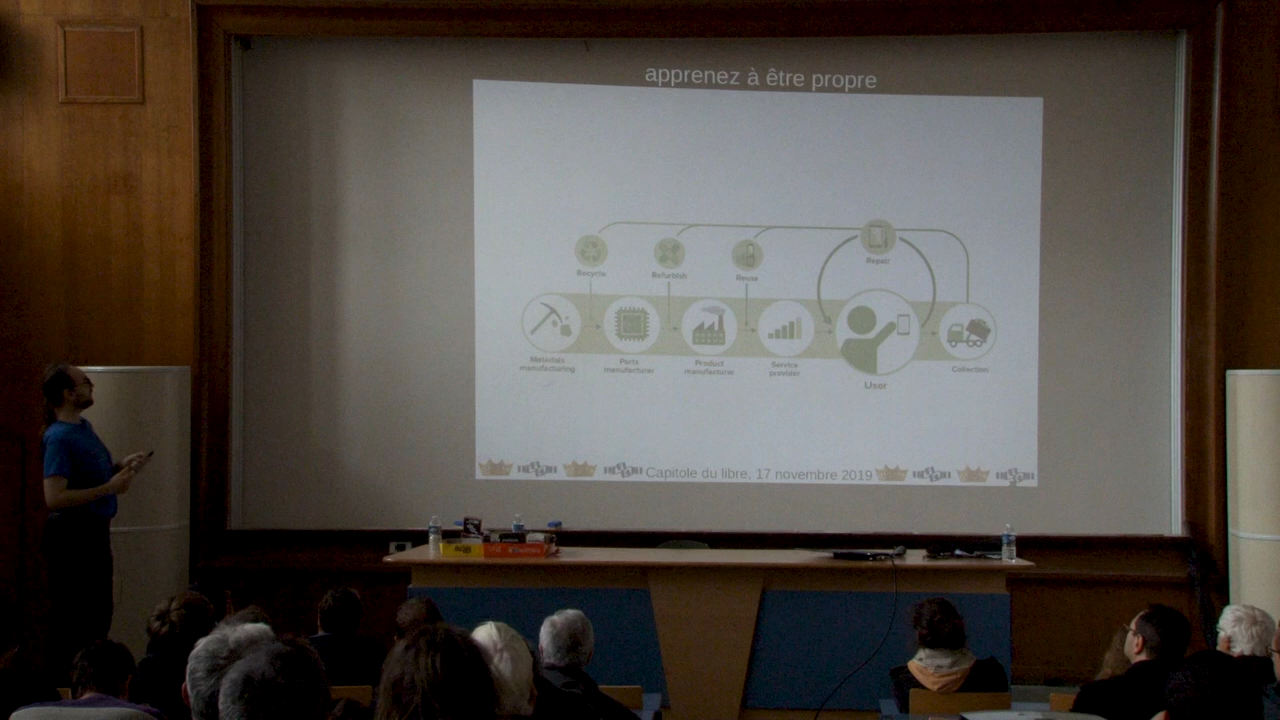 apprenez à être propre
Repair
Recycle
Refurbish
Reuse
Materials
manufacturing
Parts
manufacturer
Product
manufacturer
Service
provider
User
Collection
Capitole du libre, 17 novembre 2019